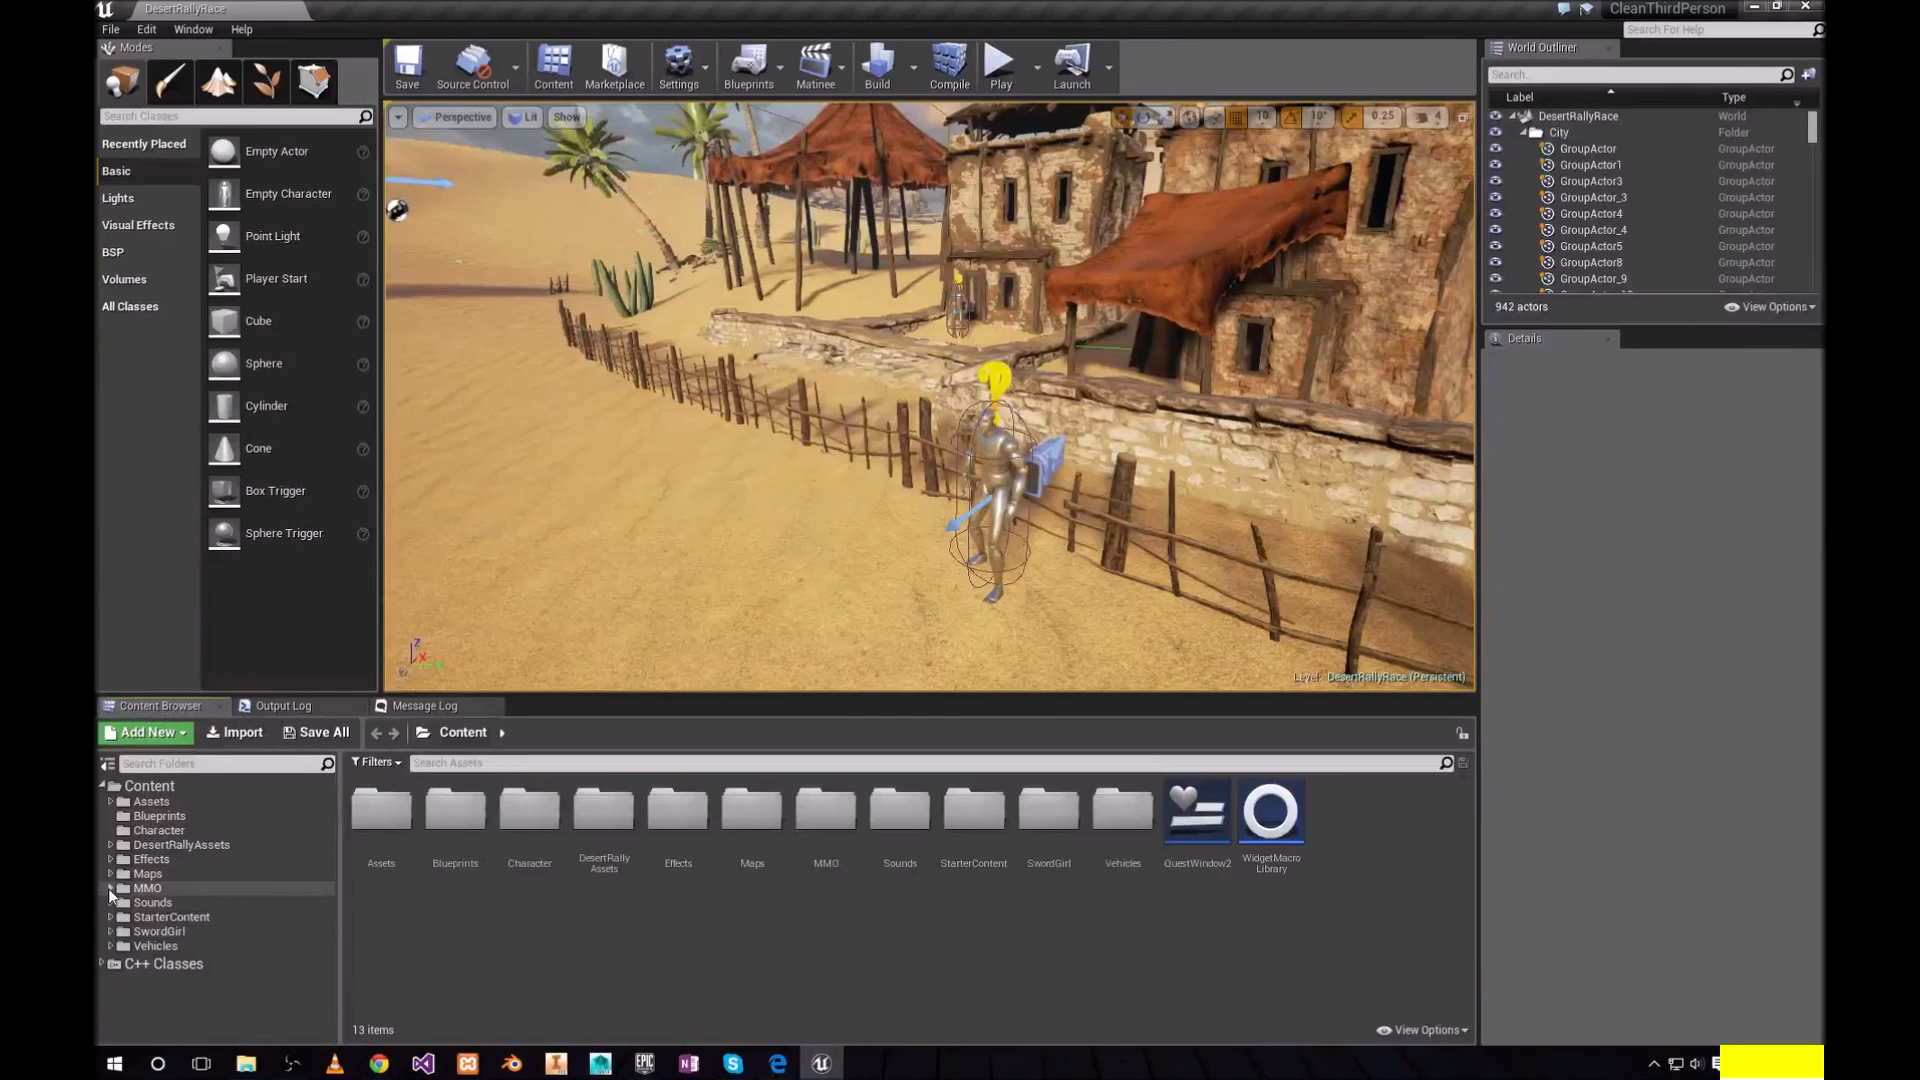 DesertRallyRace
CleanThirdPerson
File Edit Window Help
Search For Help
Modes
Save
Source Control
Content
Marketplace
Settings
Blueprints
Matinee
Build
Compile
Play
Launch
Search Classes
Recently Placed
Basic
Lights
Visual Effects
BSP
Volumes
All Classes
Empty Actor
Empty Character
Point Light
Player Start
Cube
Sphere
Cylinder
Cone
Box Trigger
Sphere Trigger
Perspective
Lit
Show
10
10°
0.25
4
Level: DesertRallyRace (Persistent)
World Outliner
Search...
Label Type
DesertRallyRace World
City Folder
GroupActor GroupActor
GroupActor1 GroupActor
GroupActor3 GroupActor
GroupActor_3 GroupActor
GroupActor4 GroupActor
GroupActor_4 GroupActor
GroupActor5 GroupActor
GroupActor8 GroupActor
GroupActor_9 GroupActor
942 actors
View Options
Details
Content Browser
Output Log
Message Log
Add New
Import
Save All
Content
Search Folders
Filters
Search Assets
Content
Assets
Blueprints
Character
DesertRallyAssets
Effects
Maps
MMO
Sounds
StarterContent
SwordGirl
Vehicles
C++ Classes
Assets
Blueprints
Character
DesertRally
Assets
Effects
Maps
MMO
Sounds
StarterContent
SwordGirl
Vehicles
QuestWindow2
WidgetMacro
Library
13 items
View Options
EPIC